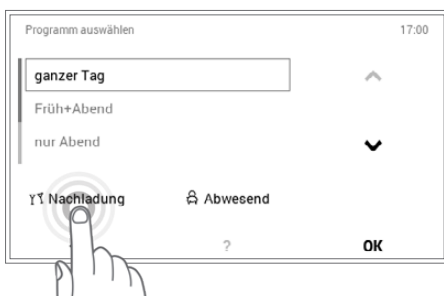 Programm auswählen 17:00
ganzer Tag
Früh+Abend
nur Abend
Nachladung Abwesend
? OK